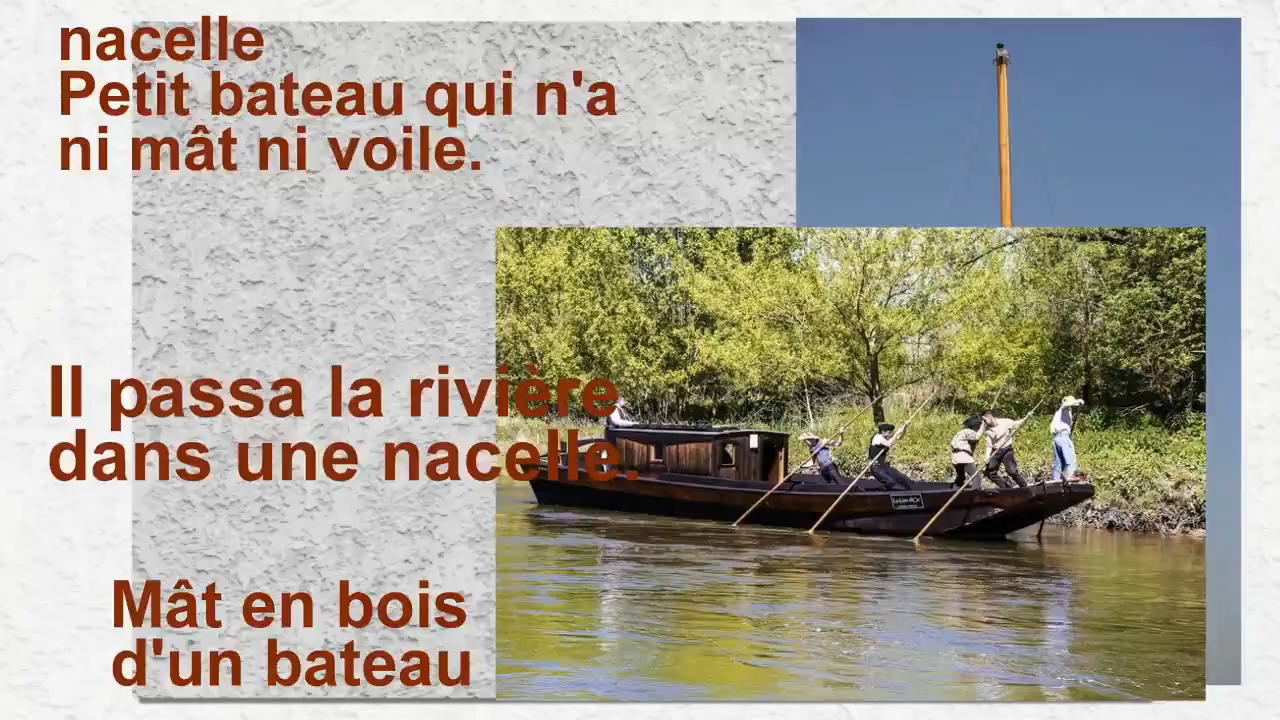 nacelle
Petit bateau qui n'a
ni mât ni voile.
Il passa la rivière
dans une nacelle.
Mât en bois
d'un bateau